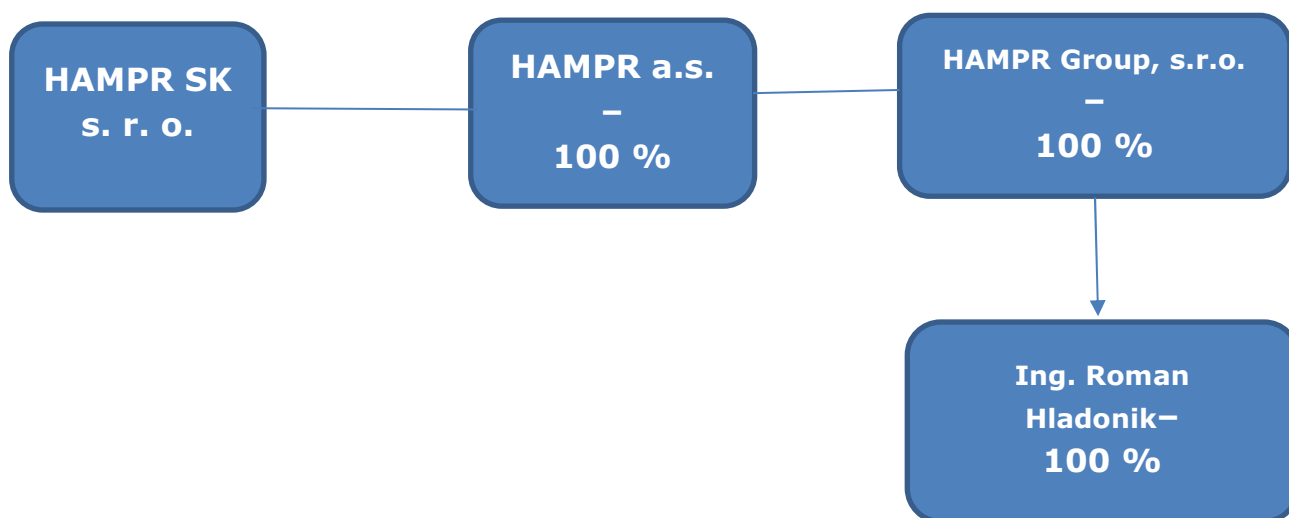 HAMPR SK
s. r. o.
HAMPR a.s.
–
100 %
HAMPR Group, s.r.o.
–
100 %
Ing. Roman
Hladonik–
100 %